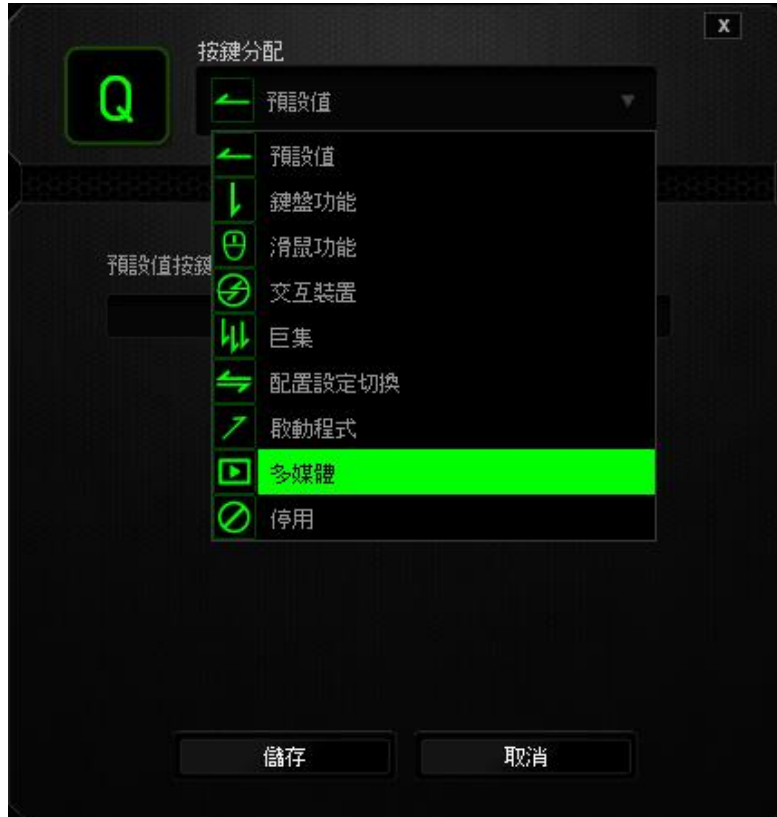 X
按鍵分配
Q
預設值
預設值
鍵盤功能
滑鼠功能
交互裝置
巨集
配置設定切換
啟動程式
多媒體
停用
預設值按鍵
儲存
取消